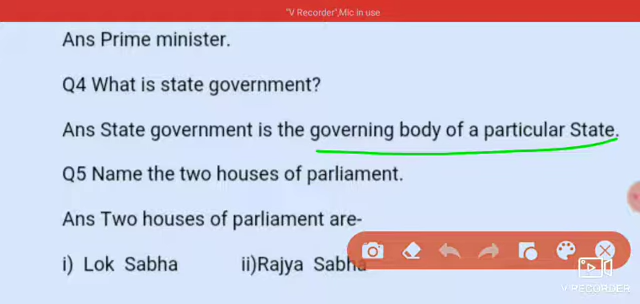 "V Recorder",Mic in use
Ans Prime minister.
Q4 What is state government?
Ans State government is the governing body of a particular State.
Q5 Name the two houses of parliament.
Ans Two houses of parliament are-
i) Lok Sabha ii)Rajya Sabha
V RECORDER